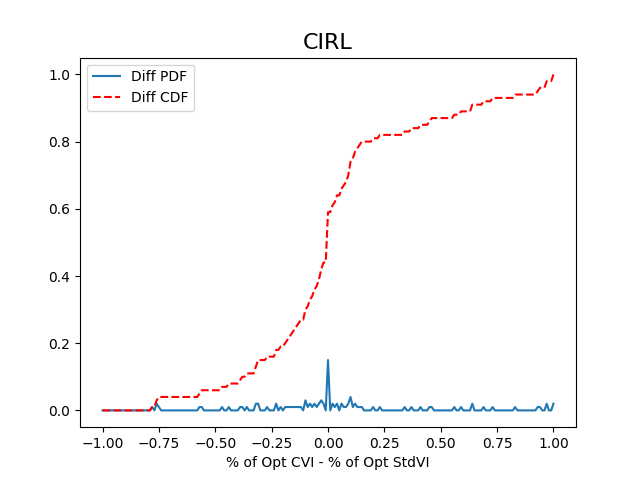 CIRL
Diff PDF
Diff CDF
1.0
0.8
0.6
0.4
0.2
0.0
−1.00 −0.75 −0.50 −0.25 0.00 0.25 0.50 0.75 1.00
% of Opt CVI - % of Opt StdVI